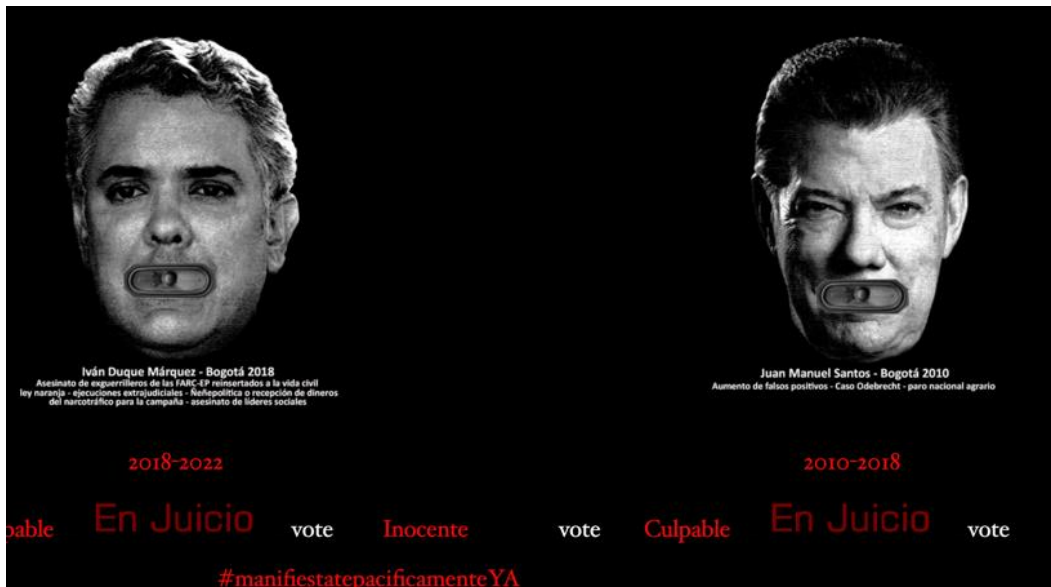 Iván Duque Márquez - Bogotá 2018
Asesinato de exguerrilleros de las FARC-EP reinsertados a la vida civil
ley naranja - ejecuciones extrajudiciales - Ñeñepolítica o recepción de dineros
del narcotráfico para la campaña - asesinato de líderes sociales
2018-2022
Juan Manuel Santos - Bogotá 2010
Aumento de falsos positivos - Caso Odebrecht - paro nacional agrario
2010-2018
pable En Juicio vote Inocente vote Culpable En Juicio vote
#manifiestatepacificamenteYA